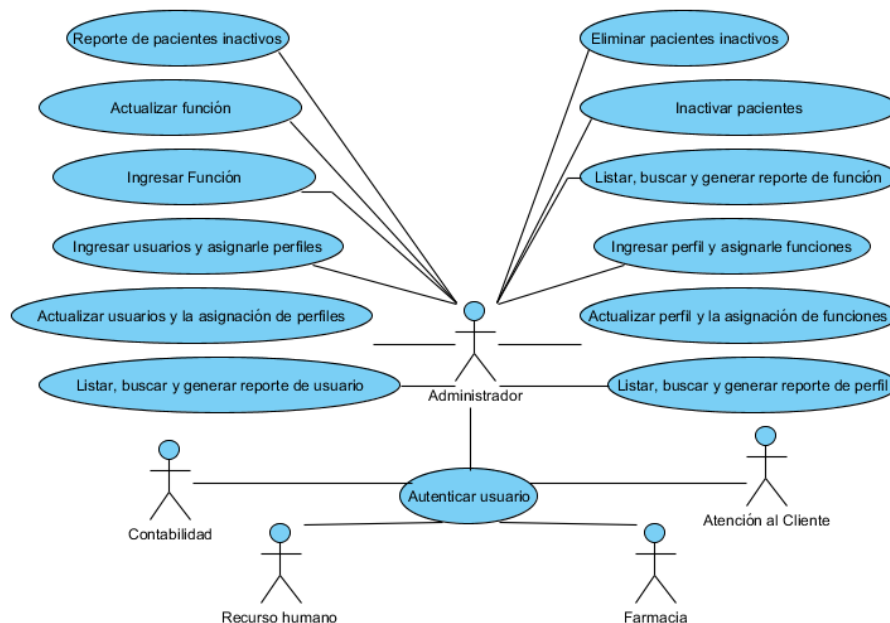 Reporte de pacientes inactivos
Eliminar pacientes inactivos
Actualizar función
Inactivar pacientes
Ingresar Función
Listar, buscar y generar reporte de función
Ingresar usuarios y asignarle perfiles
Ingresar perfil y asignarle funciones
Actualizar usuarios y la asignación de perfiles
Actualizar perfil y la asignación de funciones
Listar, buscar y generar reporte de usuario
Listar, buscar y generar reporte de perfil
Administrador
Autenticar usuario
Contabilidad
Atención al Cliente
Recurso humano
Farmacia